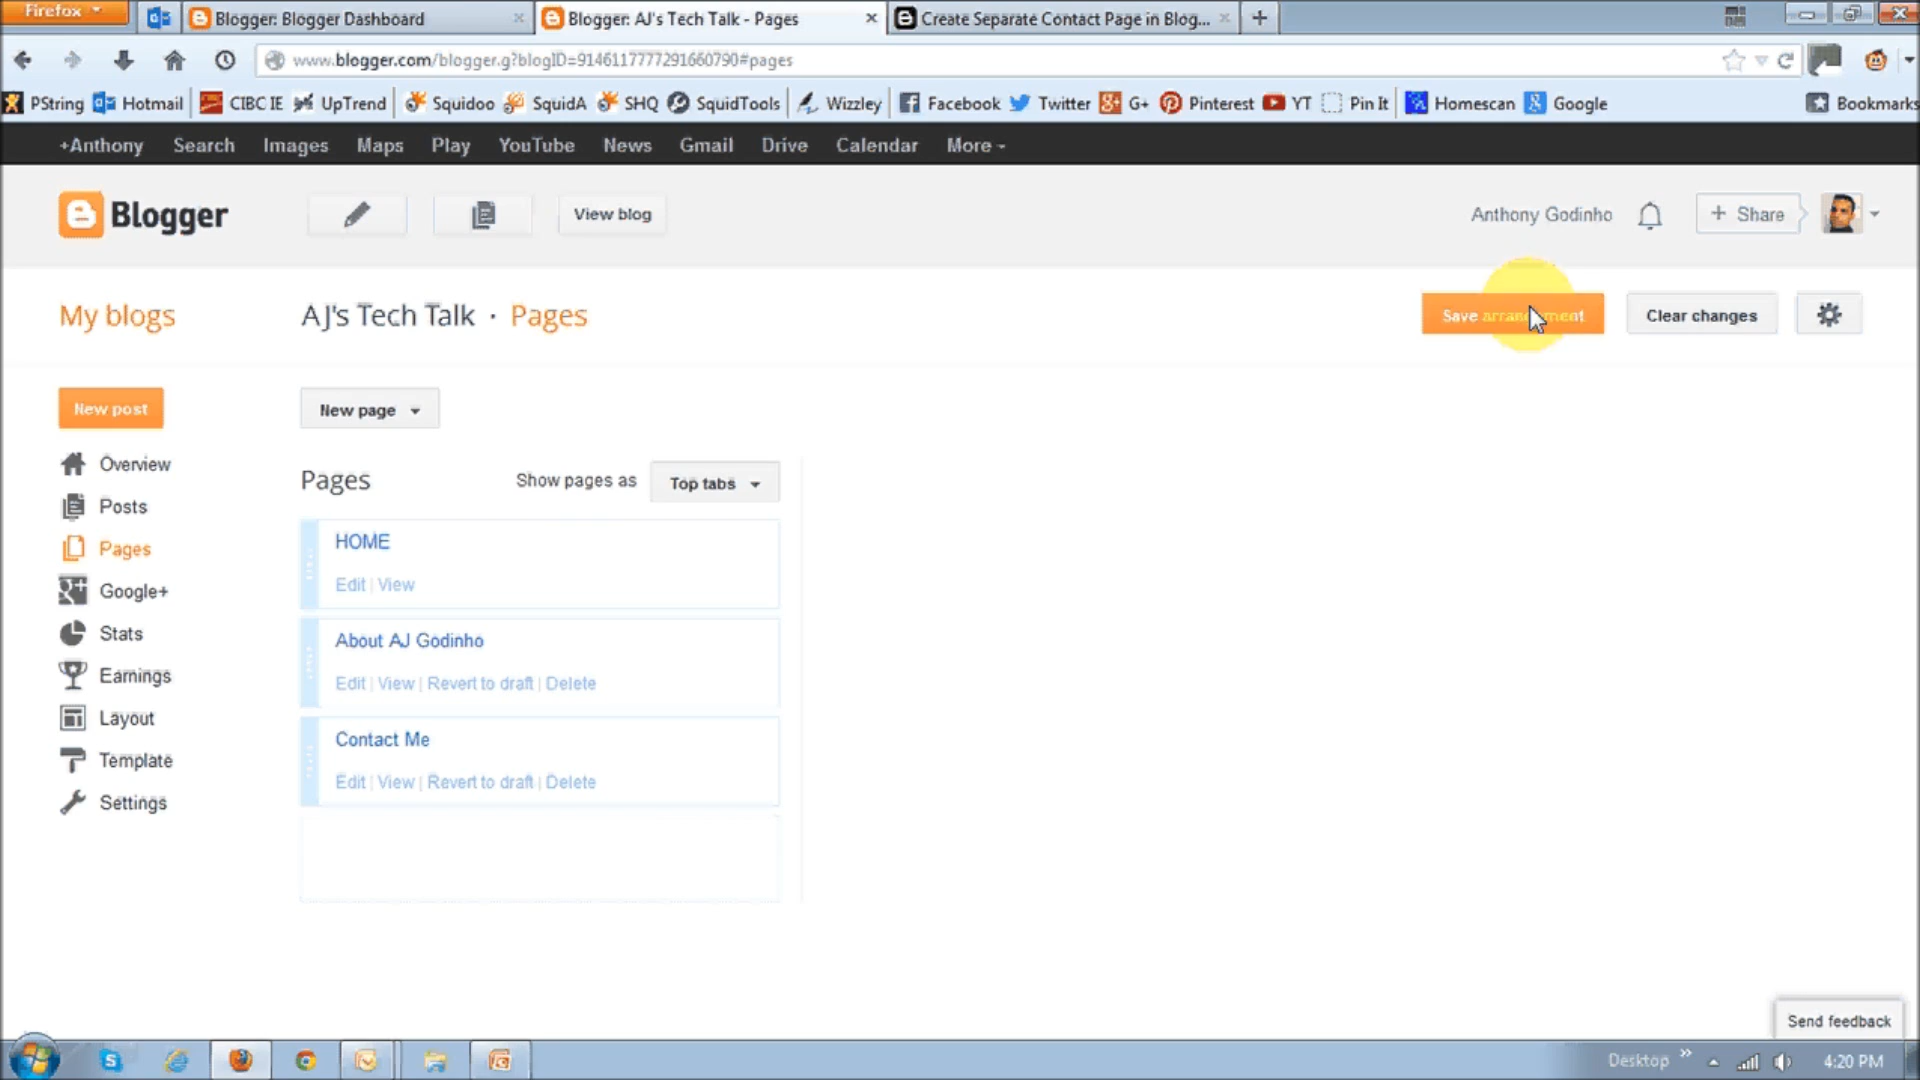 Firefox
Blogger: Blogger Dashboard
Blogger: AJ's Tech Talk - Pages
Create Separate Contact Page in Blog...
www.blogger.com/blogger.g?blogID=9146117777291660790#pages
PString Hotmail CIBC IE UpTrend Squidoo SquidA SHQ SquidTools Wizzley Facebook Twitter G+ Pinterest YT Pin It Homescan Google Bookmarks
+Anthony Search Images Maps Play YouTube News Gmail Drive Calendar More
Blogger
View blog
Anthony Godinho
+ Share
My blogs
AJ's Tech Talk · Pages
Save arrangement
Clear changes
New post
New page
Overview
Posts
Pages
Google+
Stats
Earnings
Layout
Template
Settings
Pages
Show pages as
Top tabs
HOME
Edit | View
About AJ Godinho
Edit | View | Revert to draft | Delete
Contact Me
Edit | View | Revert to draft | Delete
Send feedback
Desktop
4:20 PM